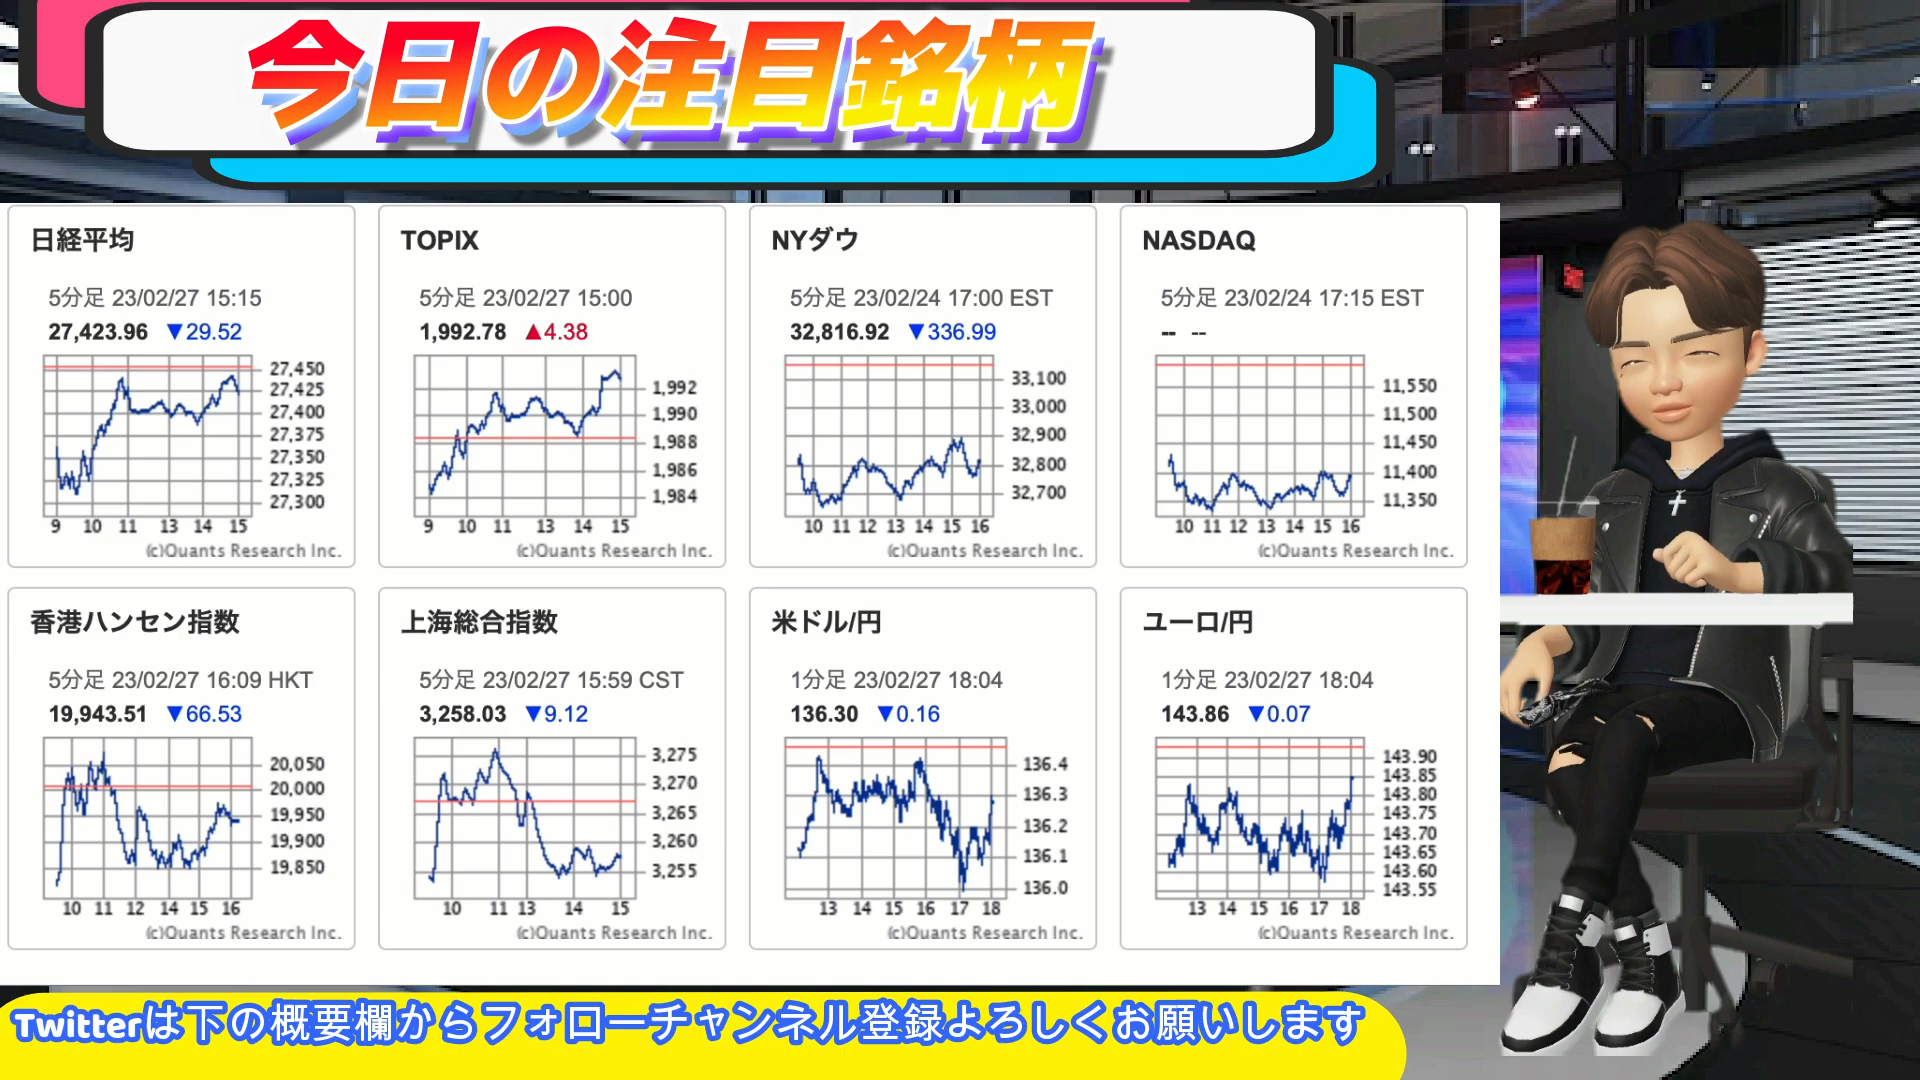 今日の注目銘柄
日経平均
5分足 23/02/27 15:15
27,423.96 ▼29.52
27,450
27,425
27,400
27,375
27,350
27,325
27,300
9 10 11 13 14 15
(c)Quants Research Inc.
TOPIX
5分足 23/02/27 15:00
1,992.78 ▲4.38
1,992
1,990
1,988
1,986
1,984
9 10 11 13 14 15
(c)Quants Research Inc.
NYダウ
5分足 23/02/24 17:00 EST
32,816.92 ▼336.99
33,100
33,000
32,900
32,800
32,700
10 11 12 13 14 15 16
(c)Quants Research Inc.
NASDAQ
5分足 23/02/24 17:15 EST
-- --
11,550
11,500
11,450
11,400
11,350
10 11 12 13 14 15 16
(c)Quants Research Inc.
香港ハンセン指数
5分足 23/02/27 16:09 HKT
19,943.51 ▼66.53
20,050
20,000
19,950
19,900
19,850
10 11 12 14 15 16
(c)Quants Research Inc.
上海総合指数
5分足 23/02/27 15:59 CST
3,258.03 ▼9.12
3,275
3,270
3,265
3,260
3,255
10 11 13 14 15
(c)Quants Research Inc.
米ドル/円
1分足 23/02/27 18:04
136.30 ▼0.16
136.4
136.3
136.2
136.1
136.0
13 14 15 16 17 18
(c)Quants Research Inc.
ユーロ/円
1分足 23/02/27 18:04
143.86 ▼0.07
143.90
143.85
143.80
143.75
143.70
143.65
143.60
143.55
13 14 15 16 17 18
(c)Quants Research Inc.
Twitterは下の概要欄からフォローチャンネル登録よろしくお願いします